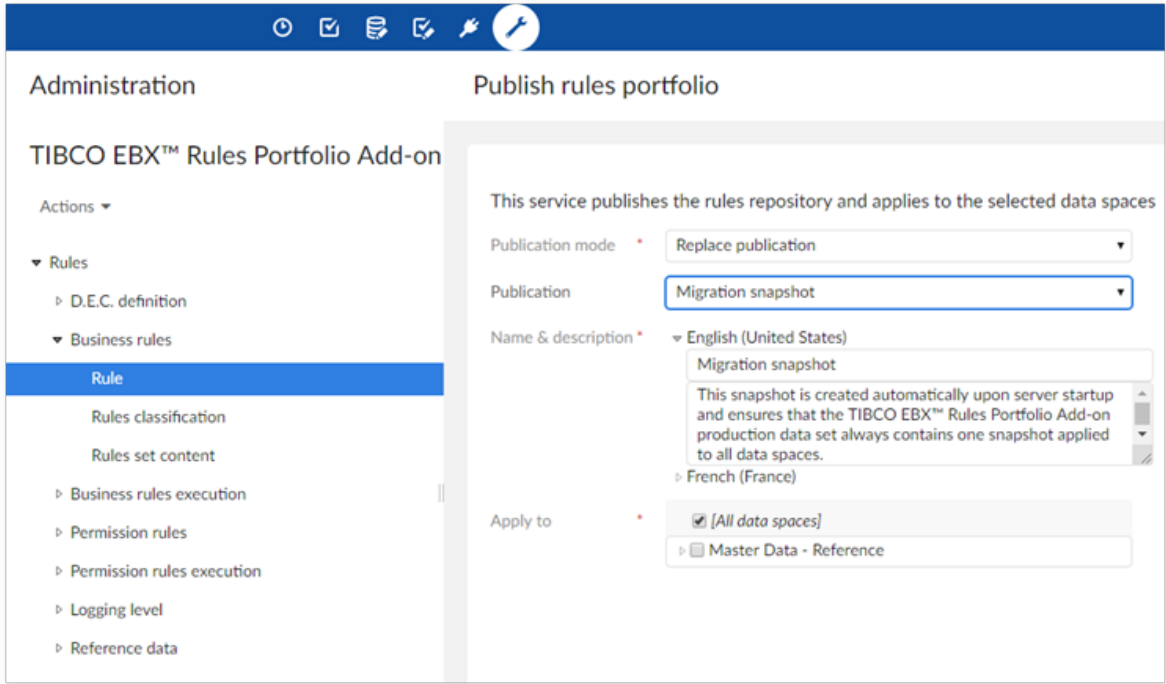 Administration
Publish rules portfolio
TIBCO EBX™ Rules Portfolio Add-on
Actions
Rules
D.E.C. definition
Business rules
Rule
Rules classification
Rules set content
Business rules execution
Permission rules
Permission rules execution
Logging level
Reference data
This service publishes the rules repository and applies to the selected data spaces
Publication mode * Replace publication
Publication Migration snapshot
Name & description * English (United States)
Migration snapshot
This snapshot is created automatically upon server startup
and ensures that the TIBCO EBX™ Rules Portfolio Add-on
production data set always contains one snapshot applied
to all data spaces.
French (France)
Apply to * [All data spaces]
Master Data - Reference